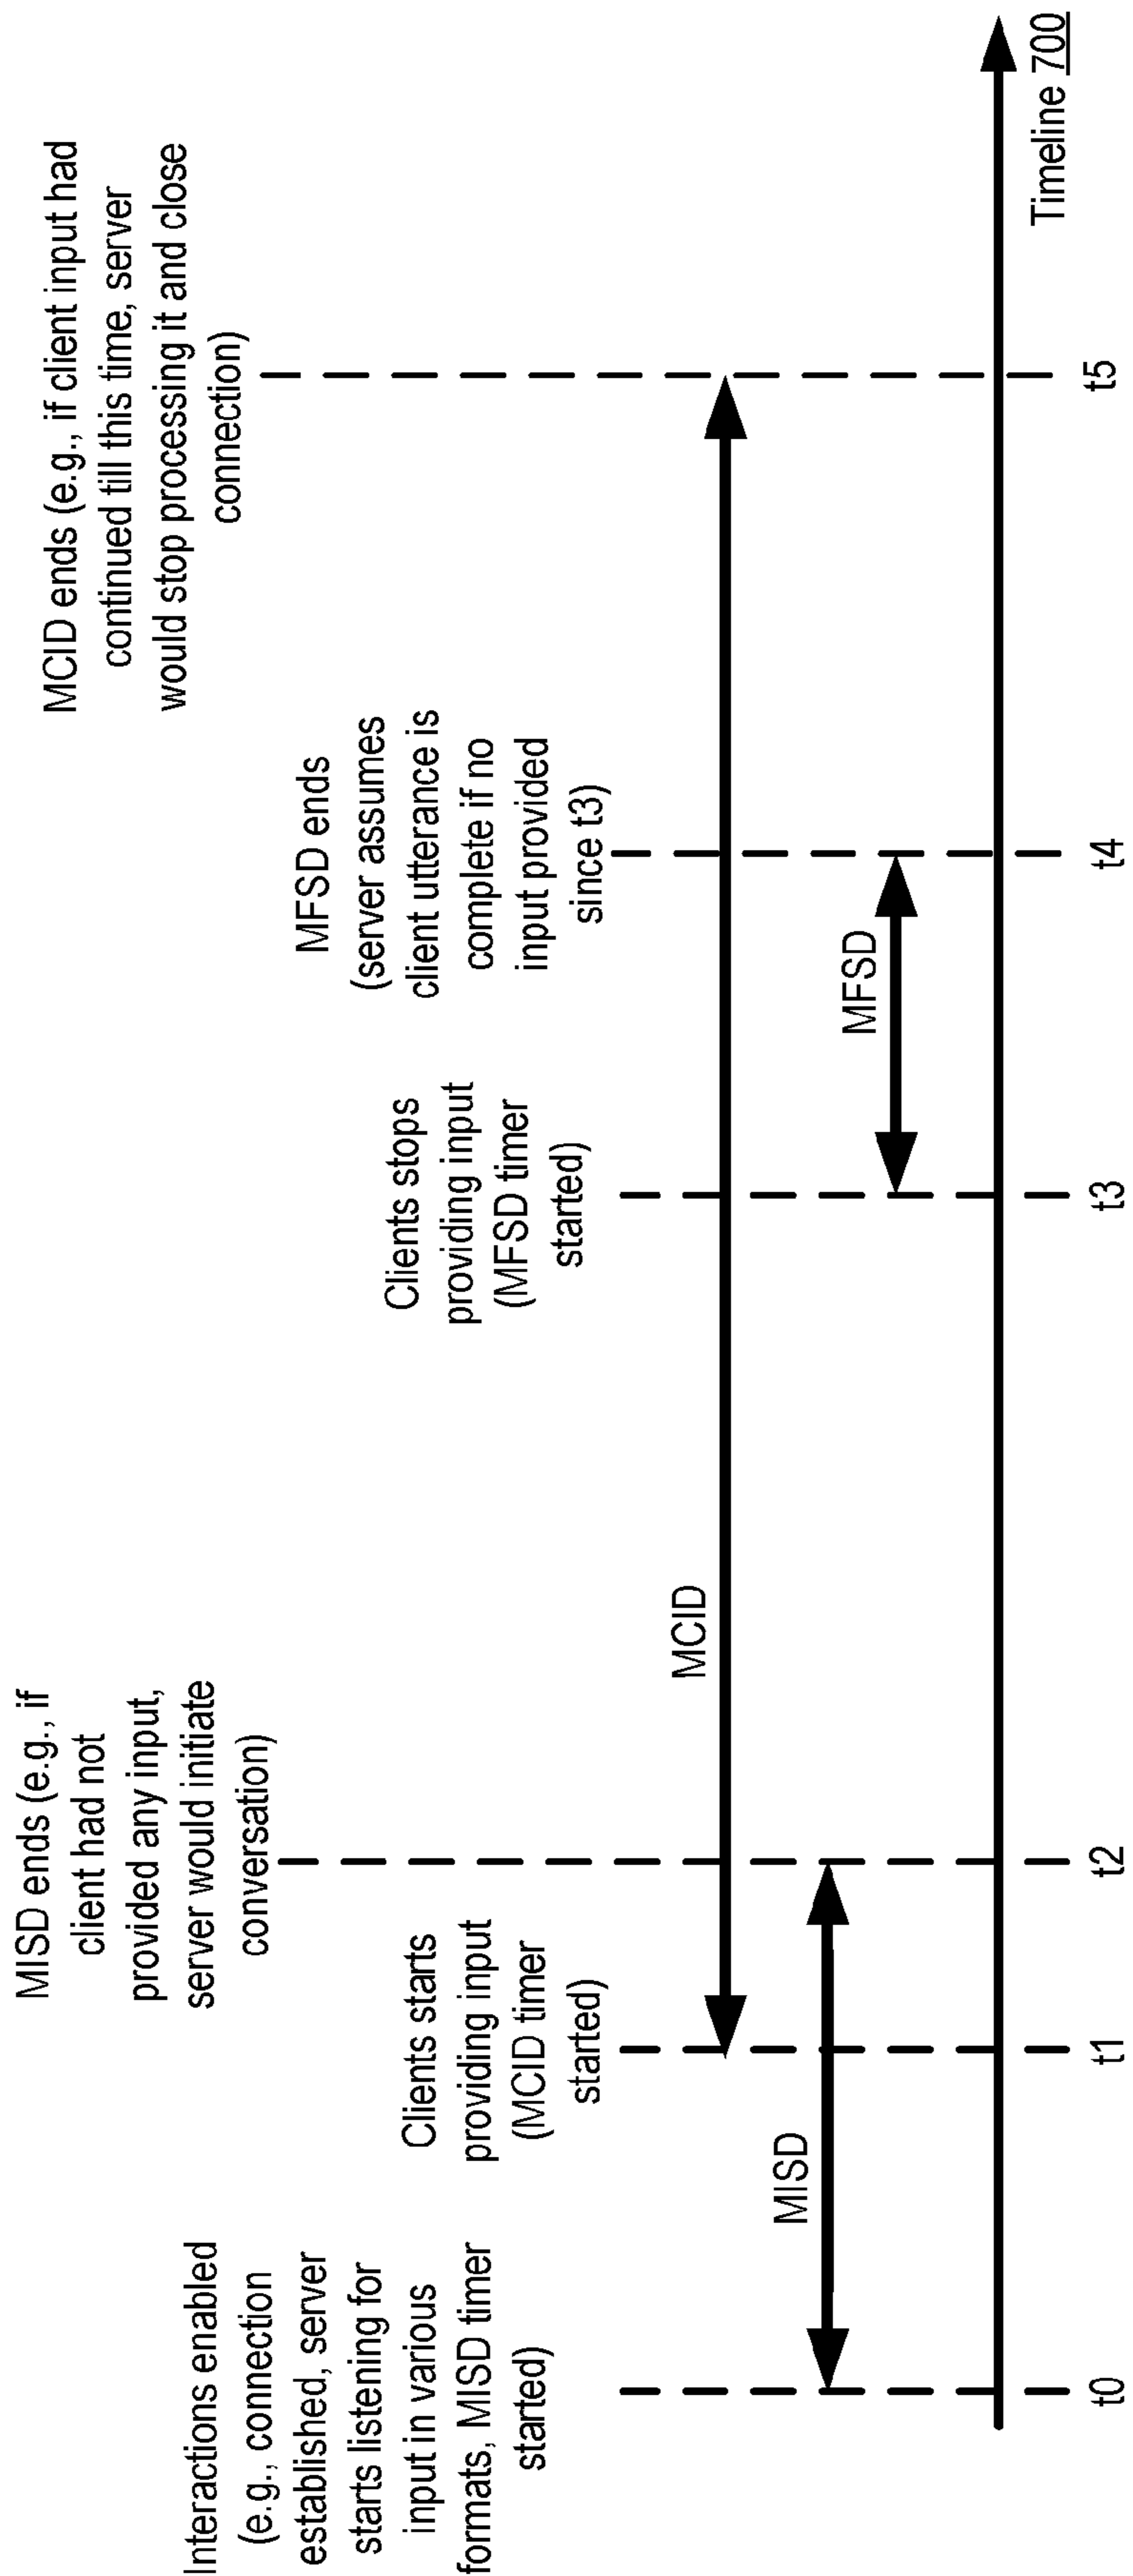 Interactions enabled
(e.g., connection
established, server
starts listening for
input in various
formats, MISD timer
started)
MISD ends (e.g., if
client had not
provided any input,
server would initiate
conversation)
Clients starts
providing input
(MCID timer
started)
Clients stops
providing input
(MFSD timer
started)
MFSD ends
(server assumes
client utterance is
complete if no
input provided
since t3)
MCID ends (e.g., if client input had
continued till this time, server
would stop processing it and close
connection)
MCID
MISD
MFSD
t0
t1
t2
t3
t4
t5
Timeline 700